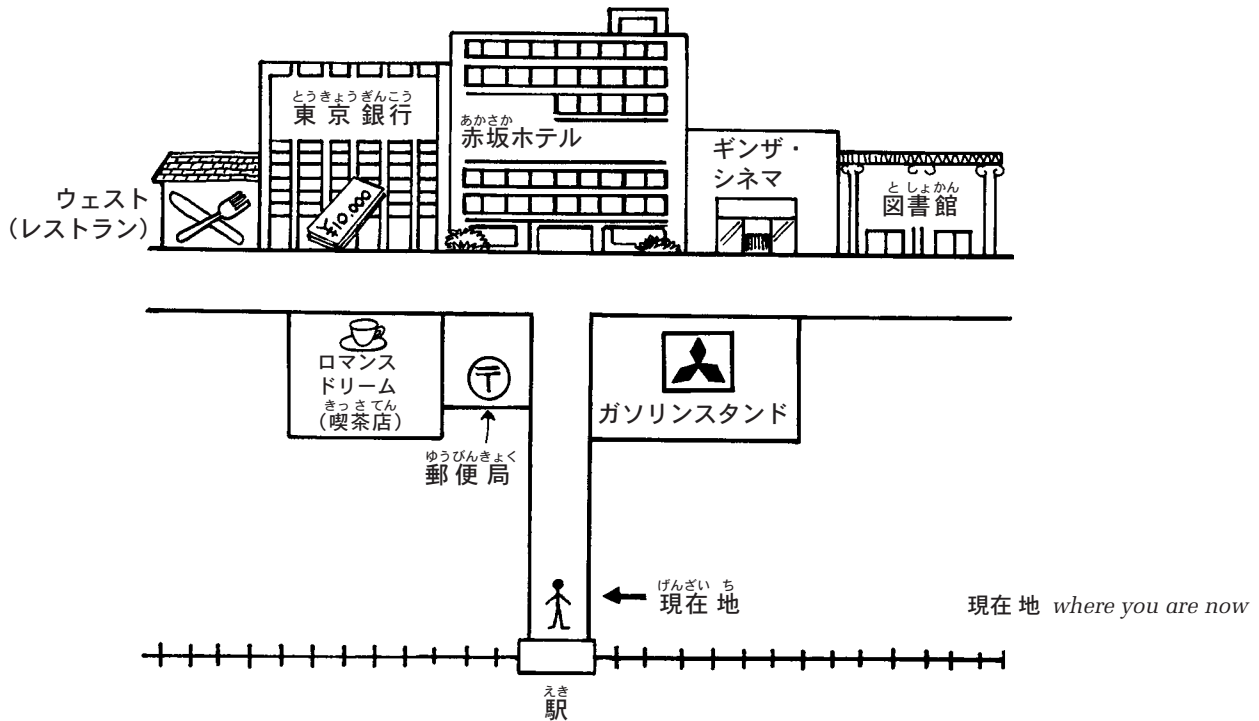 とうきょうぎんこう
東京銀行
あかさか
赤坂ホテル
ギンザ・
シネマ
としょかん
図書館
ウェスト
(レストラン)
¥10.000
ロマンス
ドリーム
きっさてん
(喫茶店)
〒
ガソリンスタンド
ゆうびんきょく
郵便局
げんざいち
現在地
現在地 where you are now
えき
駅